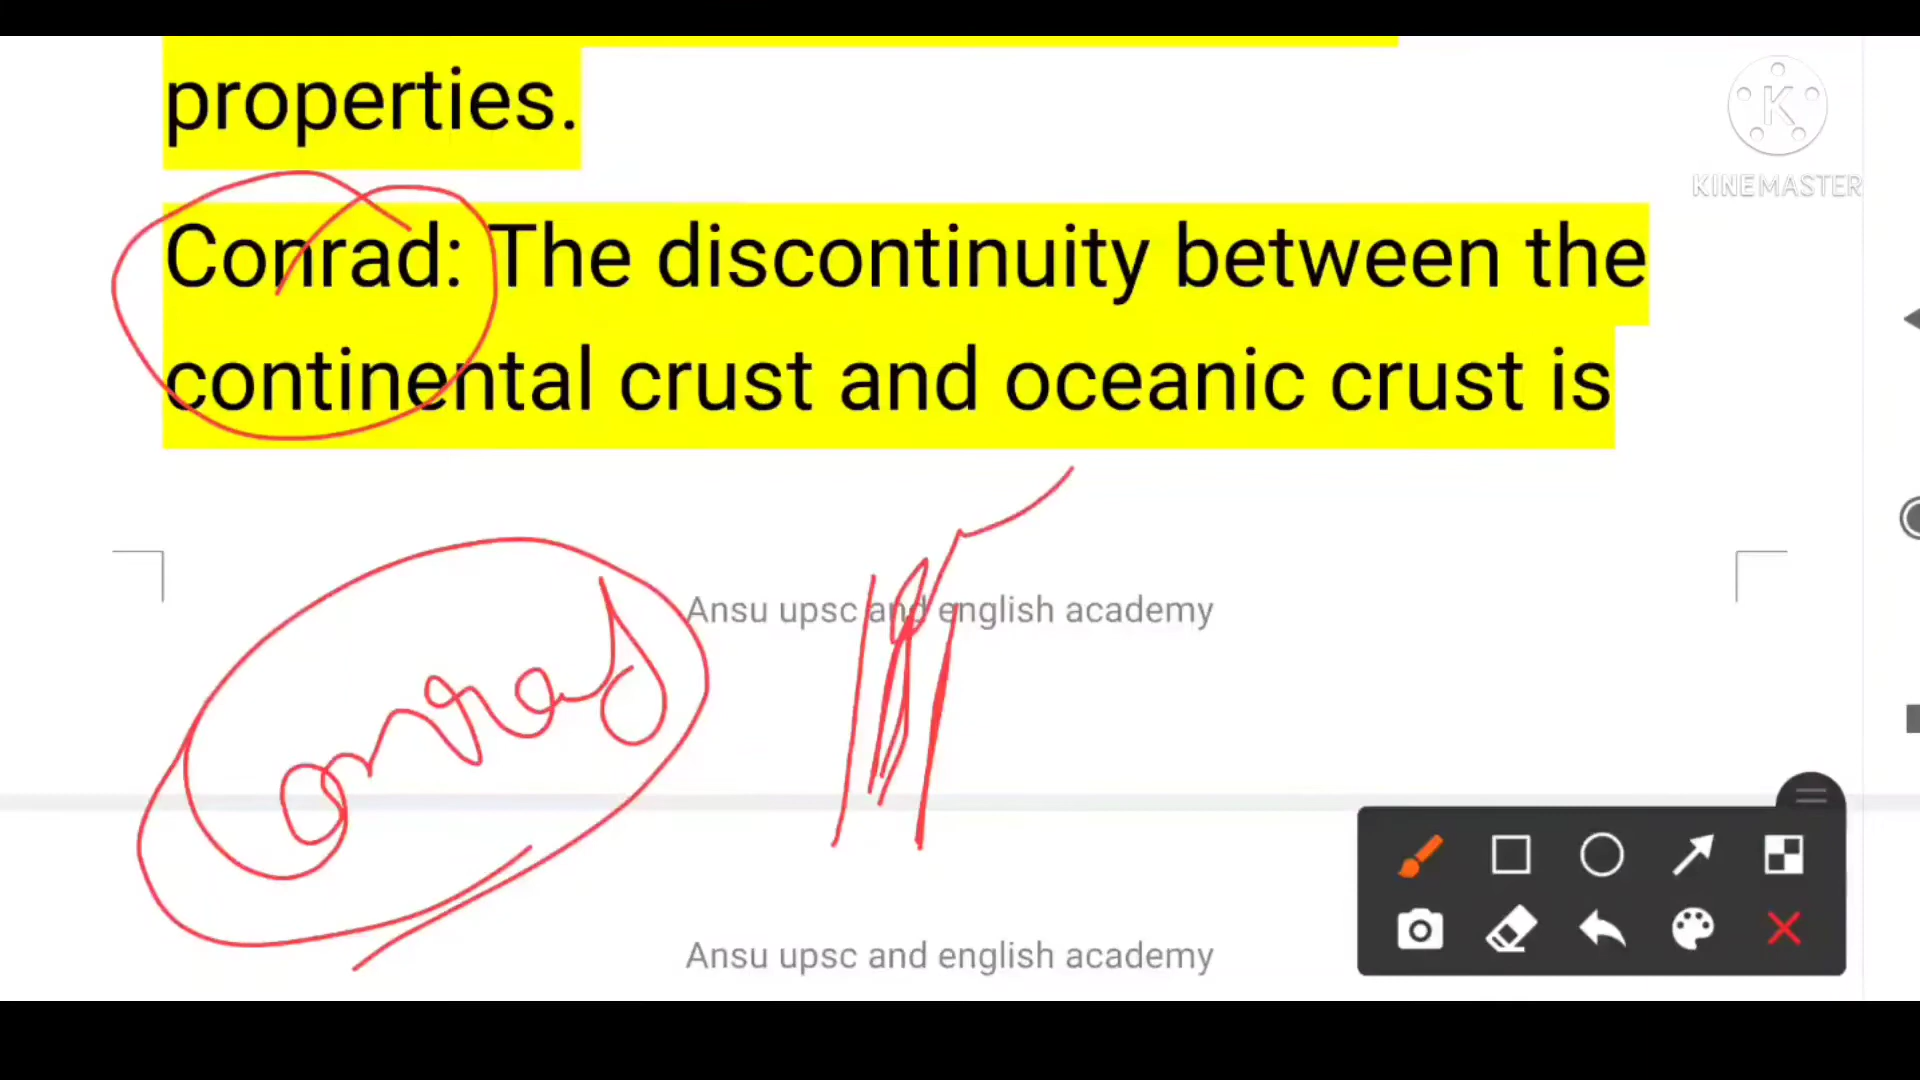 properties.
KINEMASTER
Conrad: The discontinuity between the
continental crust and oceanic crust is
Ansu upsc and english academy
Conrad
Ansu upsc and english academy